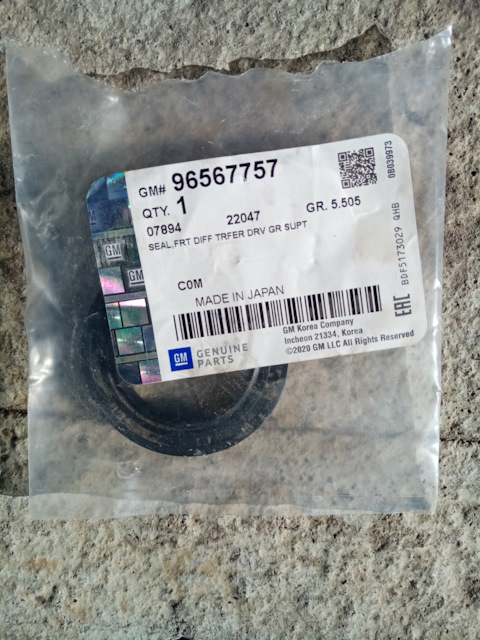 GM# 96567757
QTY. 1
GR. 5.505
07894 22047
SEAL,FRT DIFF TRFER DRV GR SUPT
C0M
MADE IN JAPAN
GM Korea Company
Incheon 21334, Korea
©2020 GM LLC All Rights Reserved
GM GENUINE
PARTS
08039973
BDF5173029 QHB
EAC
GM
GM